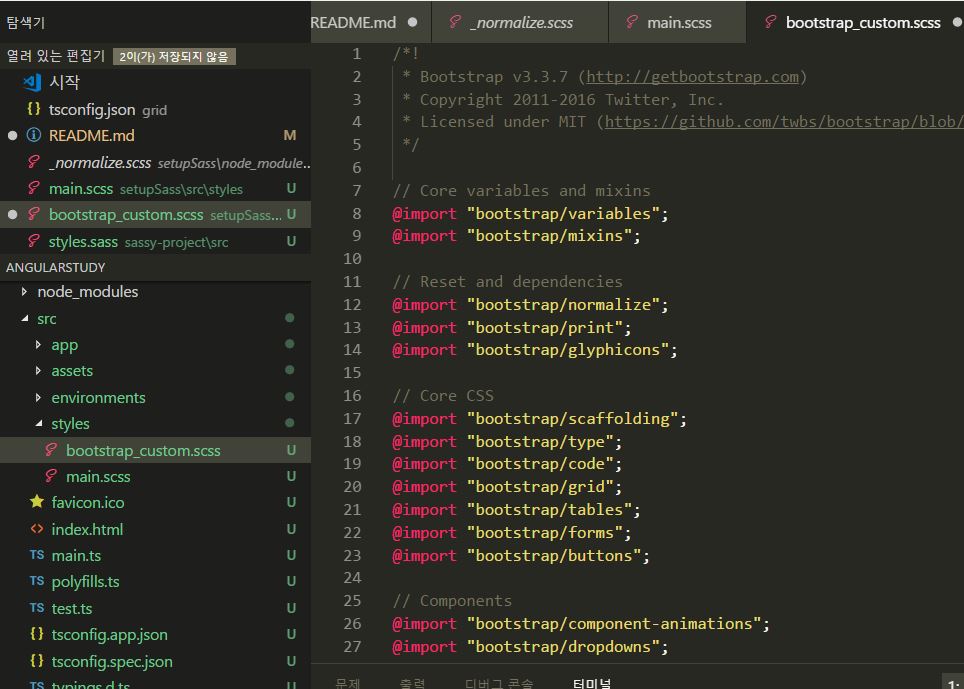 탐색기
열려 있는 편집기 2이(가) 저장되지 않음
시작
{ } tsconfig.json grid
README.md M
_normalize.scss setupSass\node_module...
main.scss setupSass\src\styles U
bootstrap_custom.scss setupSass... U
styles.sass sassy-project\src U
ANGULARSTUDY
node_modules
src
app
assets
environments
styles
bootstrap_custom.scss U
main.scss U
favicon.ico U
<> index.html U
TS main.ts U
TS polyfills.ts U
TS test.ts U
{ } tsconfig.app.json U
{ } tsconfig.spec.json U
TS typings.d.ts U
README.md
_normalize.scss
main.scss
bootstrap_custom.scss
1 /*!
2 * Bootstrap v3.3.7 (http://getbootstrap.com)
3 * Copyright 2011-2016 Twitter, Inc.
4 * Licensed under MIT (https://github.com/twbs/bootstrap/blob/
5 */
6
7 // Core variables and mixins
8 @import "bootstrap/variables";
9 @import "bootstrap/mixins";
10
11 // Reset and dependencies
12 @import "bootstrap/normalize";
13 @import "bootstrap/print";
14 @import "bootstrap/glyphicons";
15
16 // Core CSS
17 @import "bootstrap/scaffolding";
18 @import "bootstrap/type";
19 @import "bootstrap/code";
20 @import "bootstrap/grid";
21 @import "bootstrap/tables";
22 @import "bootstrap/forms";
23 @import "bootstrap/buttons";
24
25 // Components
26 @import "bootstrap/component-animations";
27 @import "bootstrap/dropdowns";
문제 출력 디버그 콘솔 터미널 1: